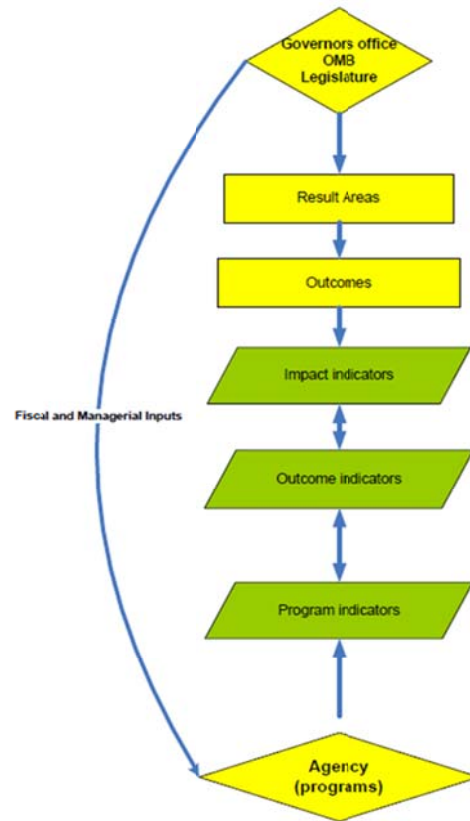 Governors office
OMB
Legislature
Result Areas
Outcomes
Impact indicators
Fiscal and Managerial Inputs
Outcome indicators
Program indicators
Agency
(programs)